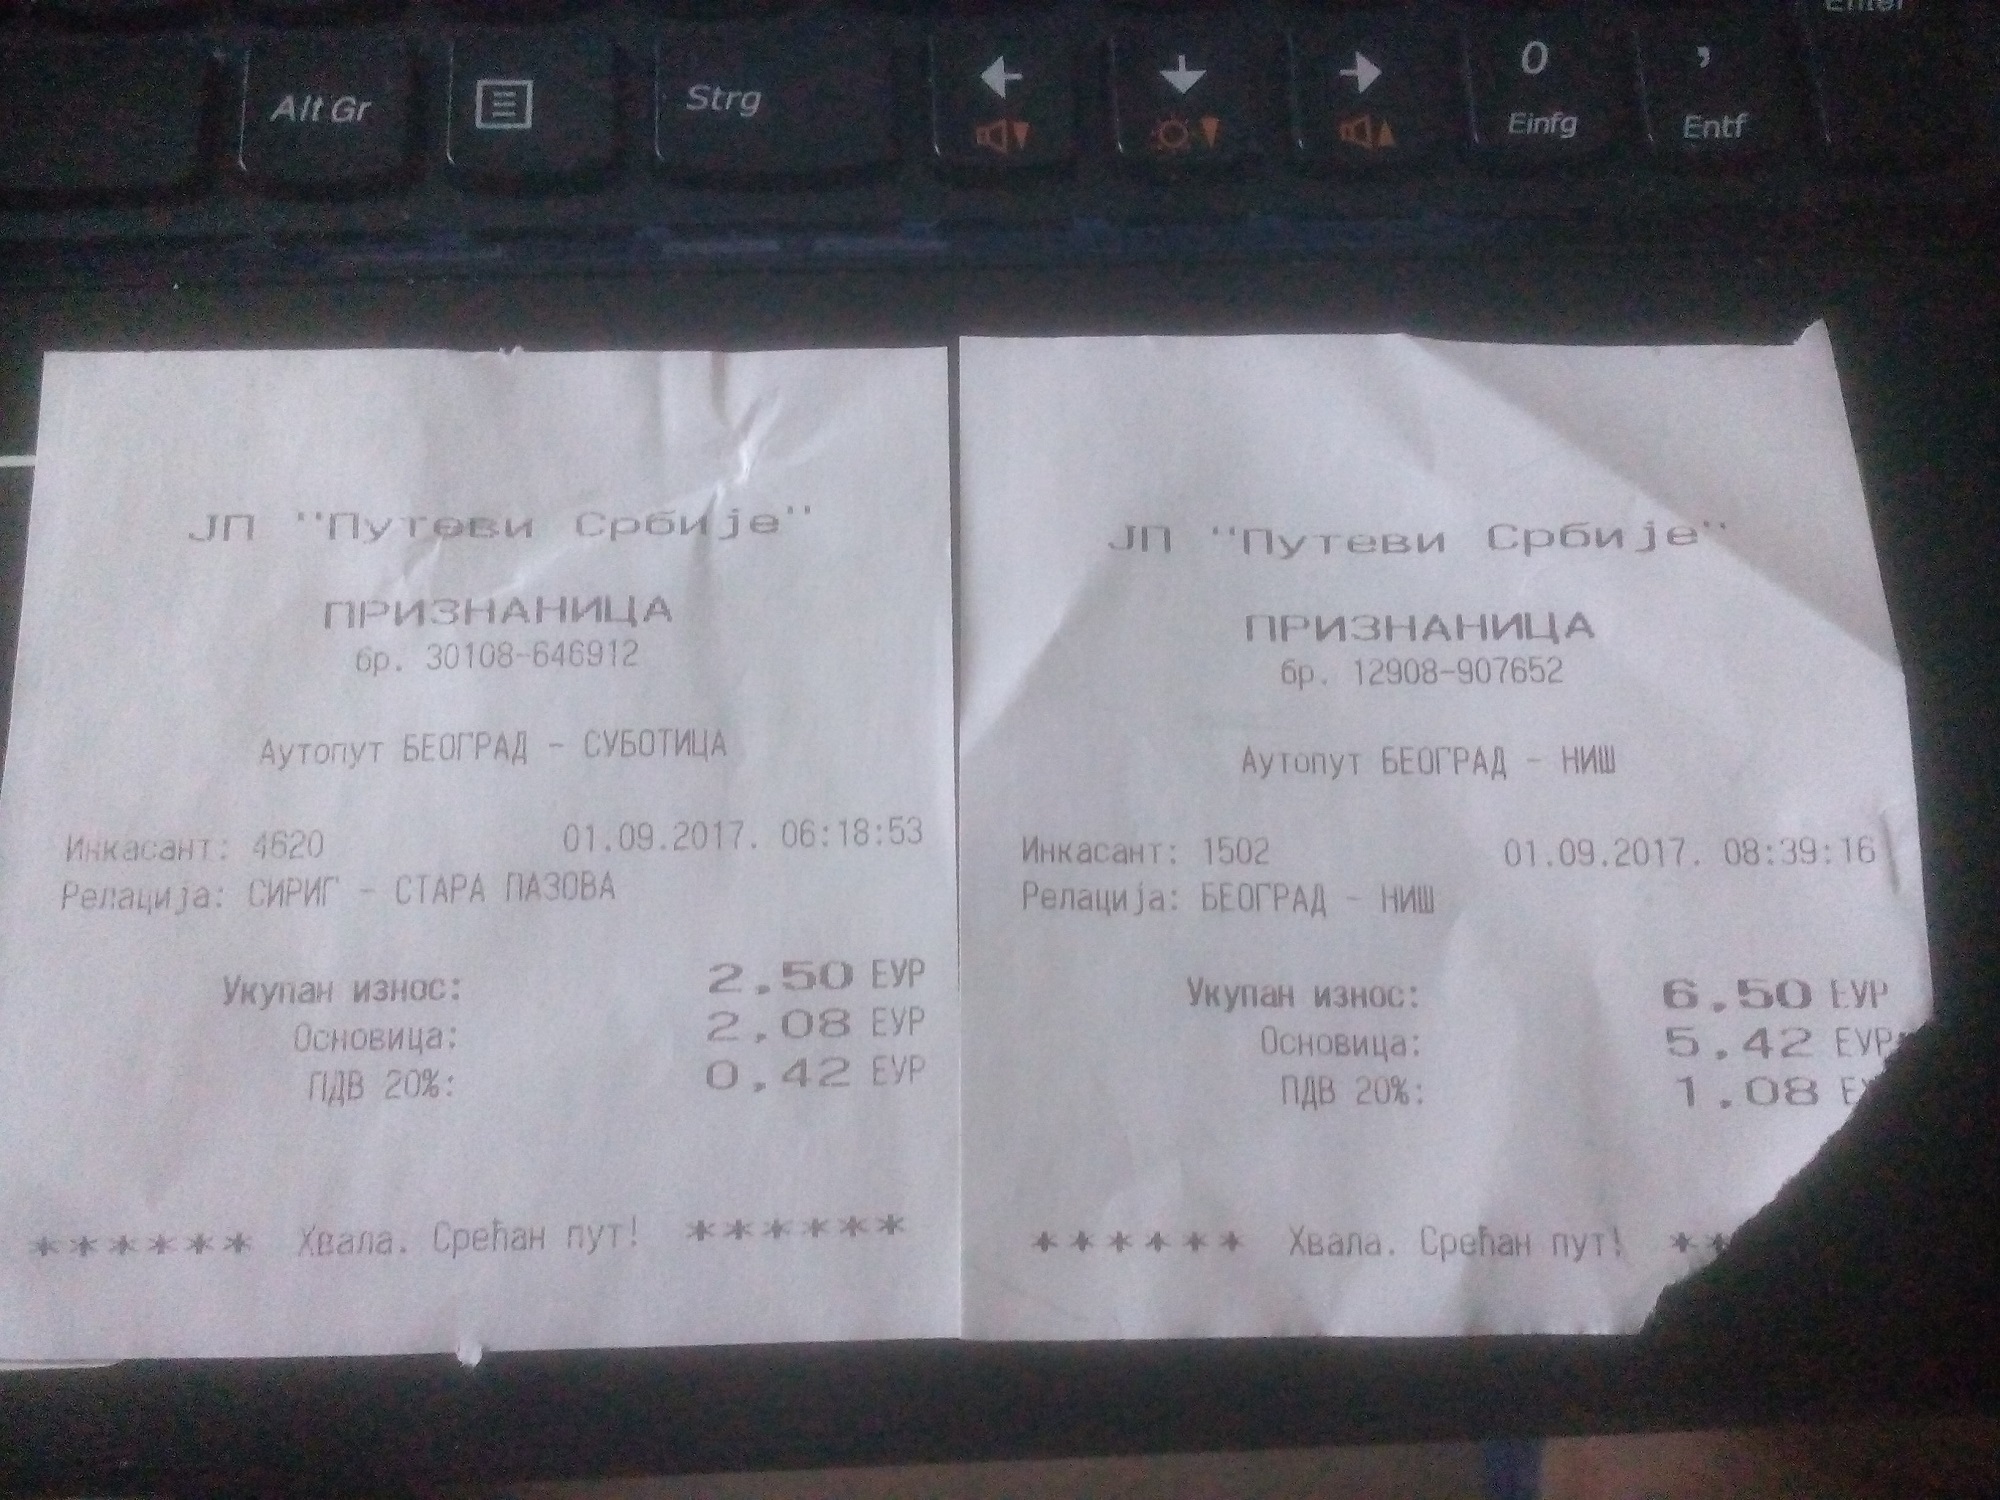 Enter
Alt Gr
Strg
0
Einfg
,
Entf
ЈП "Путеви Србије"
ПРИЗНАНИЦА
бр. 30108-646912
Аутопут БЕОГРАД - СУБОТИЦА
Инкасант: 4620 01.09.2017. 06:18:53
Релација: СИРИГ - СТАРА ПАЗОВА
Укупан износ: 2.50 ЕУР
Основица: 2.08 ЕУР
ПДВ 20%: 0.42 ЕУР
****** Хвала. Срећан пут! ******
ЈП "Путеви Србије"
ПРИЗНАНИЦА
бр. 12908-907652
Аутопут БЕОГРАД - НИШ
Инкасант: 1502 01.09.2017. 08:39:16
Релација: БЕОГРАД - НИШ
Укупан износ: 6.50 ЕУР
Основица: 5.42 ЕУР
ПДВ 20%: 1.08
****** Хвала. Срећан пут! **